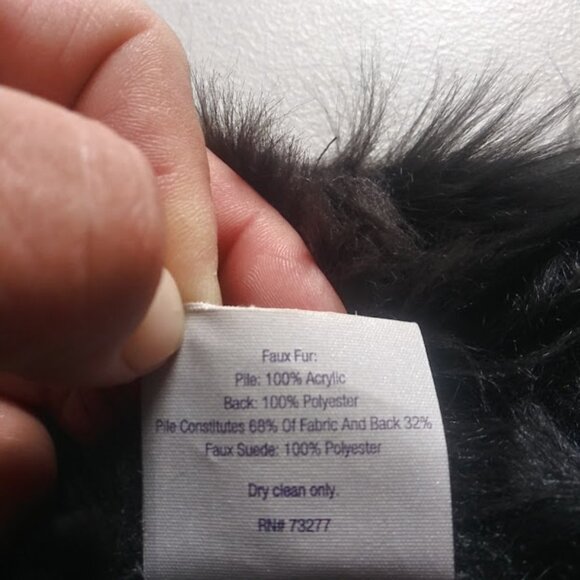 Faux Fur:
Pile: 100% Acrylic
Back: 100% Polyester
Pile Constitutes 68% Of Fabric And Back 32%
Faux Suede: 100% Polyester
Dry clean only.
RN# 73277